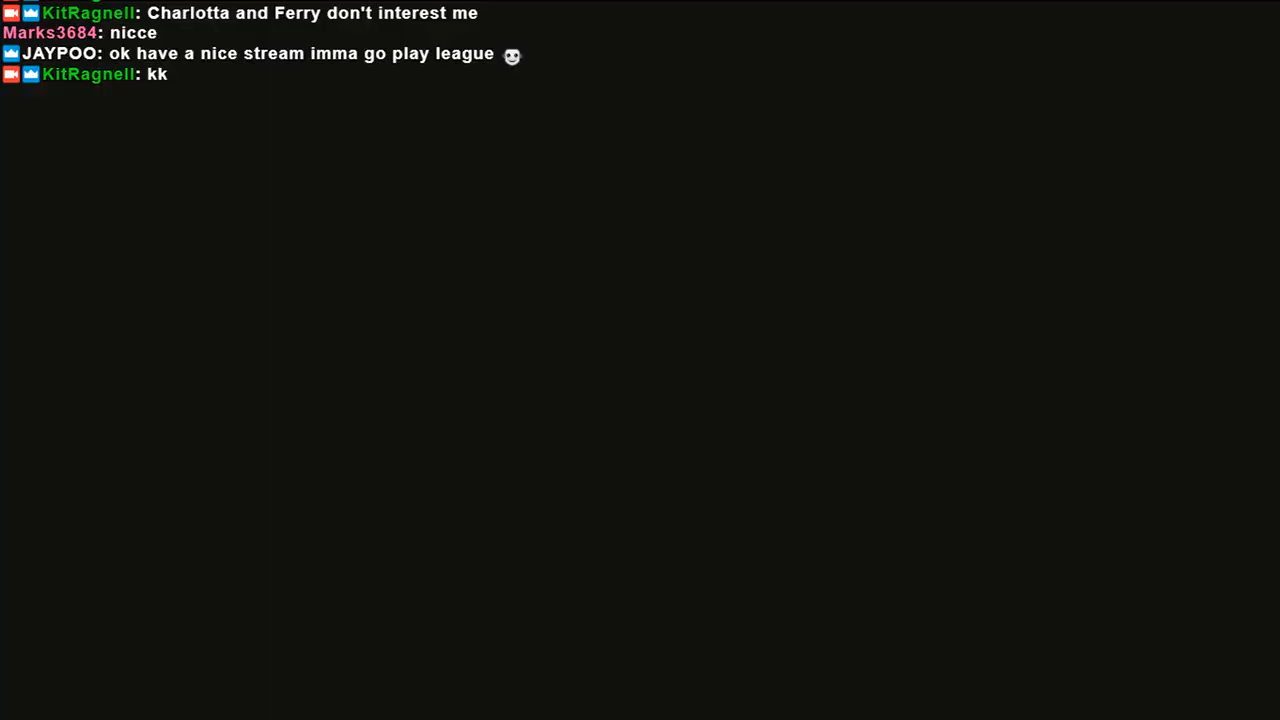 KitRagnell: Charlotta and Ferry don't interest me
Marks3684: nicce
JAYPOO: ok have a nice stream imma go play league
KitRagnell: kk